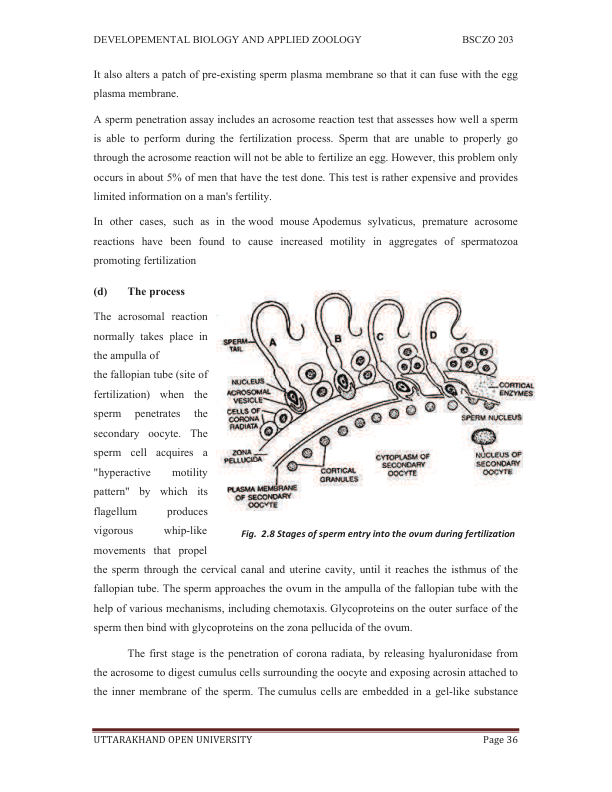 DEVELOPEMENTAL BIOLOGY AND APPLIED ZOOLOGY BSCZO 203
It also alters a patch of pre-existing sperm plasma membrane so that it can fuse with the egg
plasma membrane.
A sperm penetration assay includes an acrosome reaction test that assesses how well a sperm
is able to perform during the fertilization process. Sperm that are unable to properly go
through the acrosome reaction will not be able to fertilize an egg. However, this problem only
occurs in about 5% of men that have the test done. This test is rather expensive and provides
limited information on a man's fertility.
In other cases, such as in the wood mouse Apodemus sylvaticus, premature acrosome
reactions have been found to cause increased motility in aggregates of spermatozoa
promoting fertilization
(d) The process
The acrosomal reaction
normally takes place in
the ampulla of
the fallopian tube (site of
fertilization) when the
sperm penetrates the
secondary oocyte. The
sperm cell acquires a
"hyperactive motility
pattern" by which its
flagellum produces
vigorous whip-like
movements that propel
A
B
C
D
SPERM
TAIL
NUCLEUS
ACROSOMAL
VESICLE
CELLS OF
CORONA
RADIATA
ZONA
PELLUCIDA
PLASMA MEMBRANE
OF SECONDARY
OOCYTE
CORTICAL
GRANULES
CYTOPLASM OF
SECONDARY
OOCYTE
CORTICAL
ENZYMES
SPERM NUCLEUS
NUCLEUS OF
SECONDARY
OOCYTE
Fig. 2.8 Stages of sperm entry into the ovum during fertilization
the sperm through the cervical canal and uterine cavity, until it reaches the isthmus of the
fallopian tube. The sperm approaches the ovum in the ampulla of the fallopian tube with the
help of various mechanisms, including chemotaxis. Glycoproteins on the outer surface of the
sperm then bind with glycoproteins on the zona pellucida of the ovum.
The first stage is the penetration of corona radiata, by releasing hyaluronidase from
the acrosome to digest cumulus cells surrounding the oocyte and exposing acrosin attached to
the inner membrane of the sperm. The cumulus cells are embedded in a gel-like substance
UTTARAKHAND OPEN UNIVERSITY Page 36